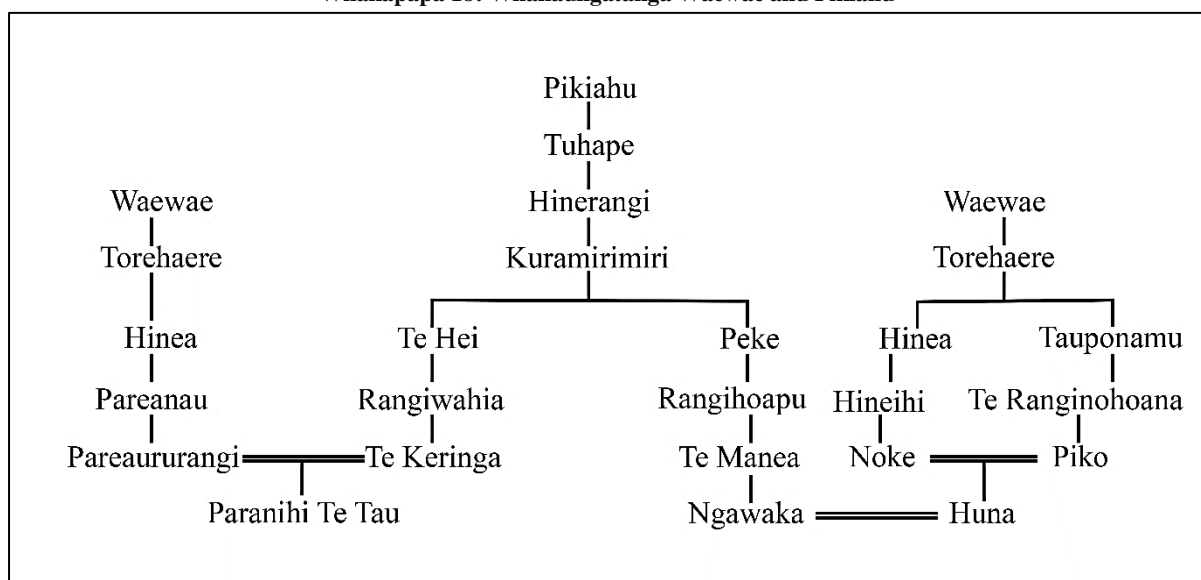 Whakapapa Whanaungatanga Waewae and Pikiahu
Pikiahu
Tuhape
Waewae Hinerangi Waewae
Torehaere Kuramirimiri Torehaere
Hinea Te Hei Peke Hinea Tauponamu
Pareanau Rangiwahia Rangihoapu Hineihi Te Ranginohoana
Pareaururangi Te Keringa Te Manea Noke Piko
Paranihi Te Tau Ngawaka Huna